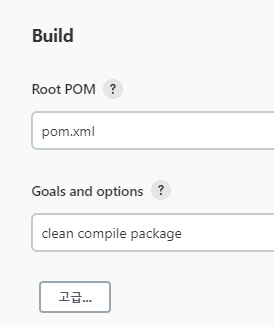 Build
Root POM ?
pom.xml
Goals and options ?
clean compile package
고급...